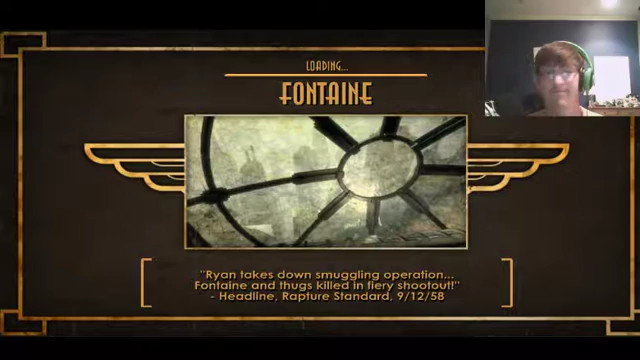 LOADING...
FONTAINE
"Ryan takes down smuggling operation...
Fontaine and thugs killed in fiery shootout!"
- Headline, Rapture Standard, 9/12/58